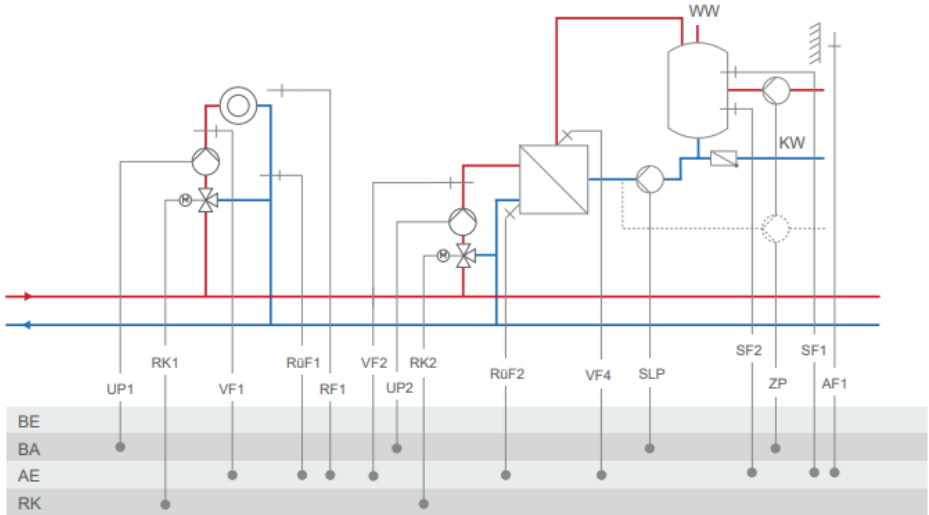 WW
KW
M
M
RK1
RüF1
VF2
RK2
RüF2
VF4
SLP
SF2
SF1
UP1
VF1
RF1
UP2
ZP
AF1
BE
BA
AE
RK